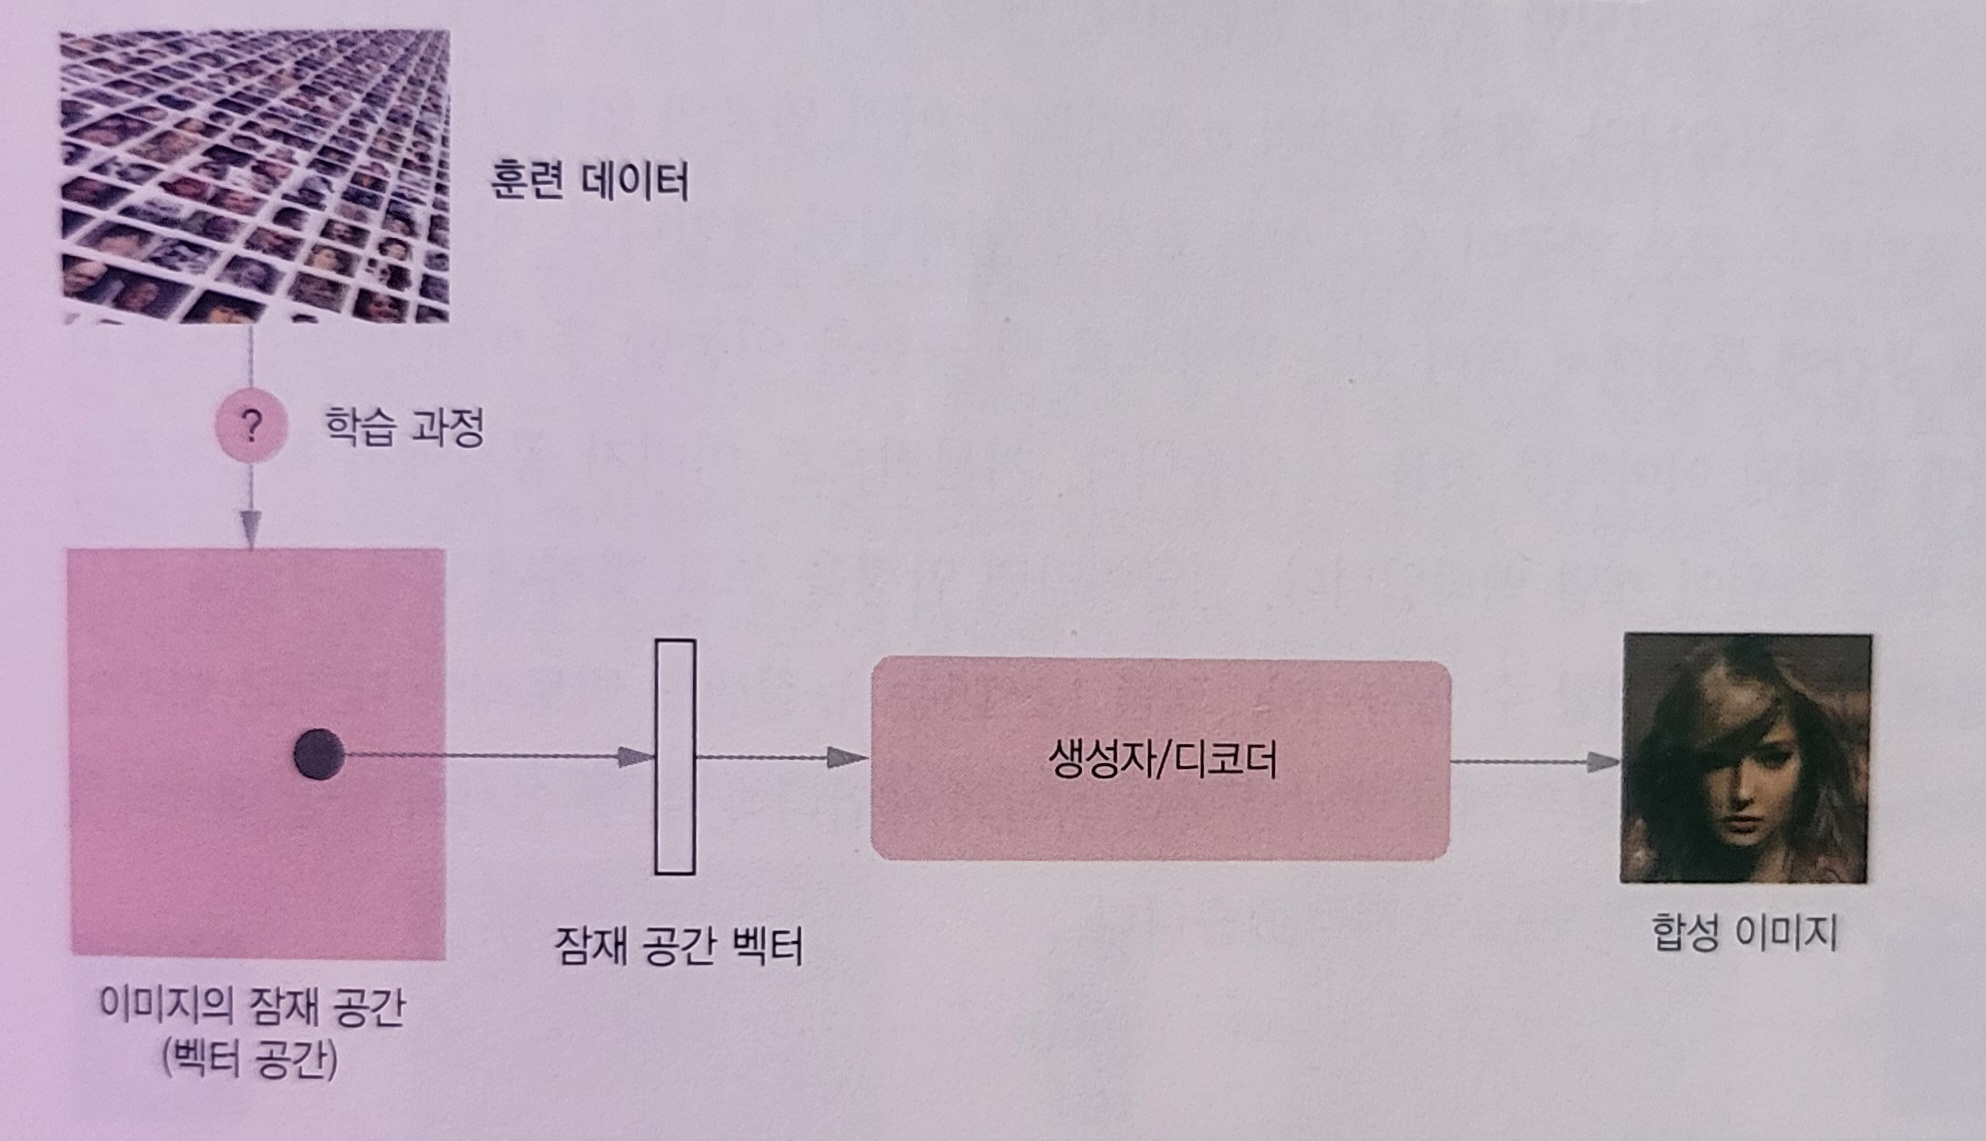 훈련 데이터
?
학습 과정
생성자/디코더
잠재 공간 벡터
합성 이미지
이미지의 잠재 공간
(벡터 공간)